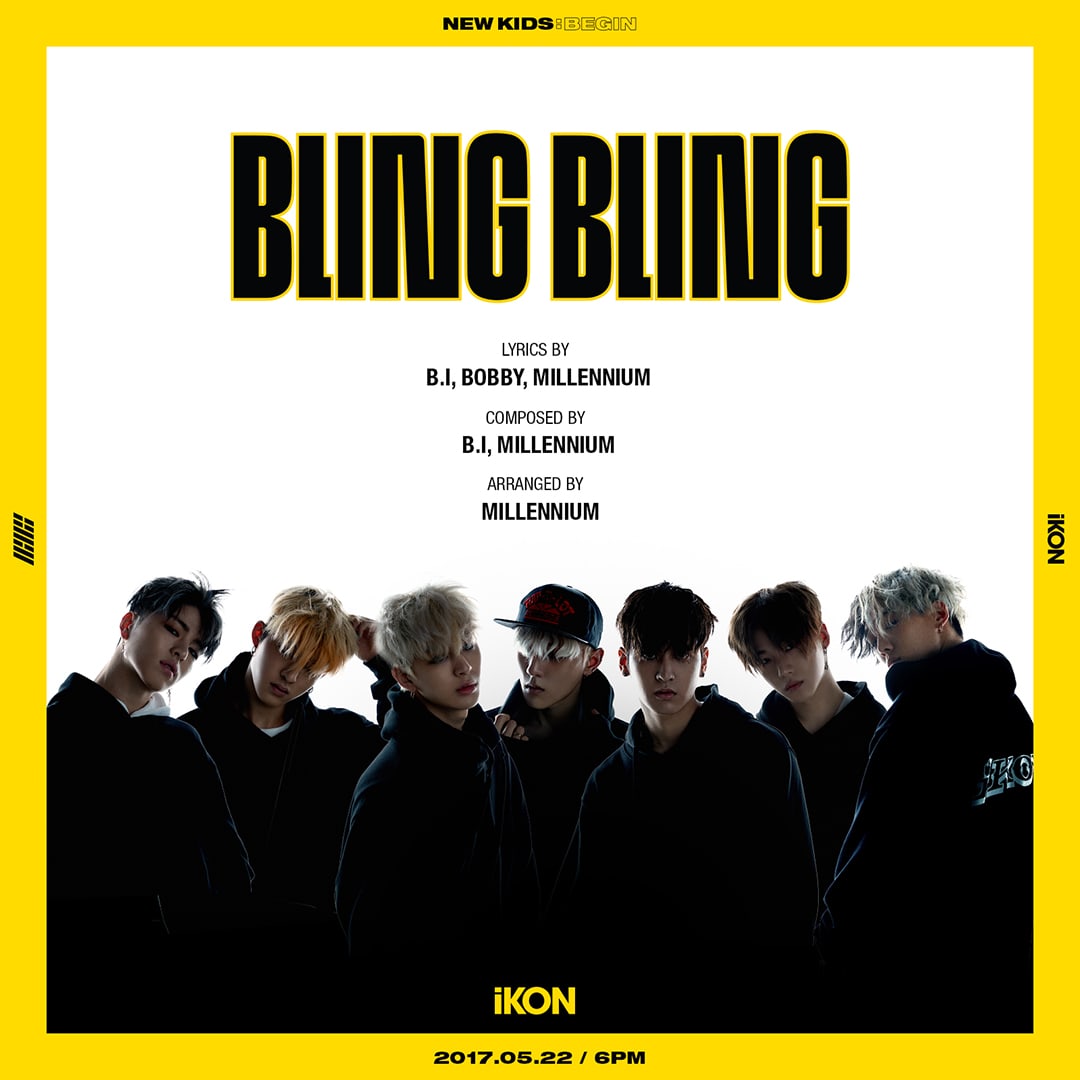 NEW KIDS:BEGIN
BLING BLING
LYRICS BY
B.I, BOBBY, MILLENNIUM
COMPOSED BY
B.I, MILLENNIUM
ARRANGED BY
MILLENNIUM
iKON
iKON
2017.05.22 / 6PM